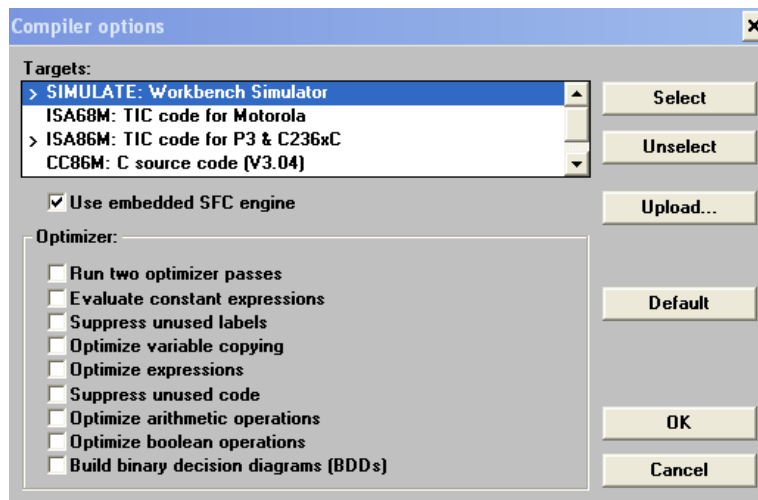 Compiler options
Targets:
> SIMULATE: Workbench Simulator
ISA68M: TIC code for Motorola
> ISA86M: TIC code for P3 & C236xC
CC86M: C source code (V3.04)
Select
Unselect
Use embedded SFC engine
Upload...
Optimizer:
Run two optimizer passes
Evaluate constant expressions
Suppress unused labels
Optimize variable copying
Optimize expressions
Suppress unused code
Optimize arithmetic operations
Optimize boolean operations
Build binary decision diagrams (BDDs)
Default
OK
Cancel